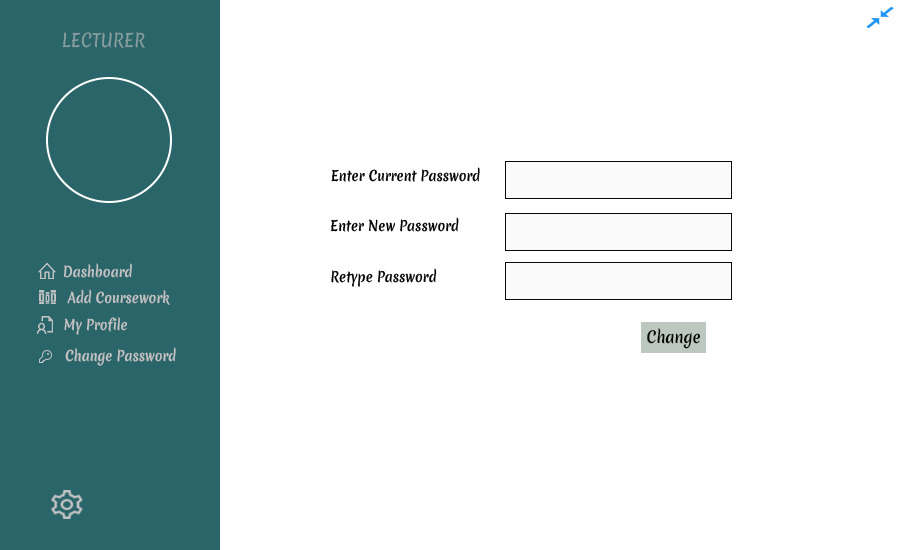 LECTURER
Dashboard
Add Coursework
My Profile
Change Password
Enter Current Password
Enter New Password
Retype Password
Change